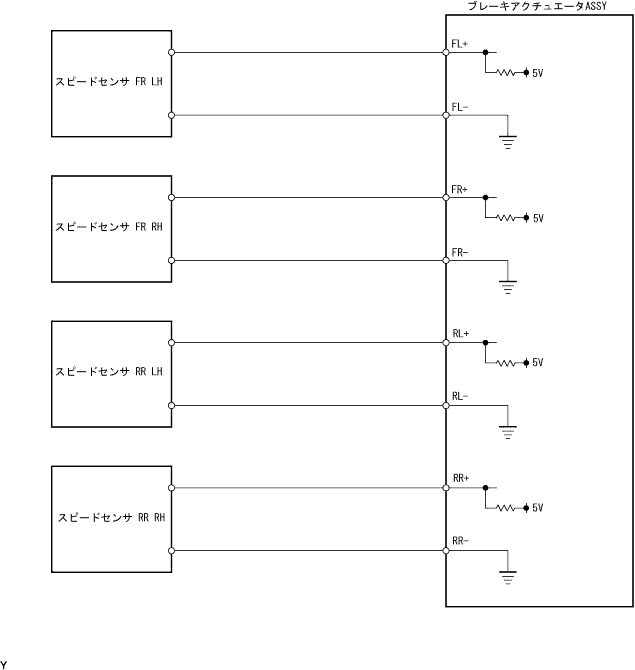 ブレーキアクチュエータASSY
スピードセンサ FR LH
FL+
5V
FL-
スピードセンサ FR RH
FR+
5V
FR-
スピードセンサ RR LH
RL+
5V
RL-
スピードセンサ RR RH
RR+
5V
RR-
Y